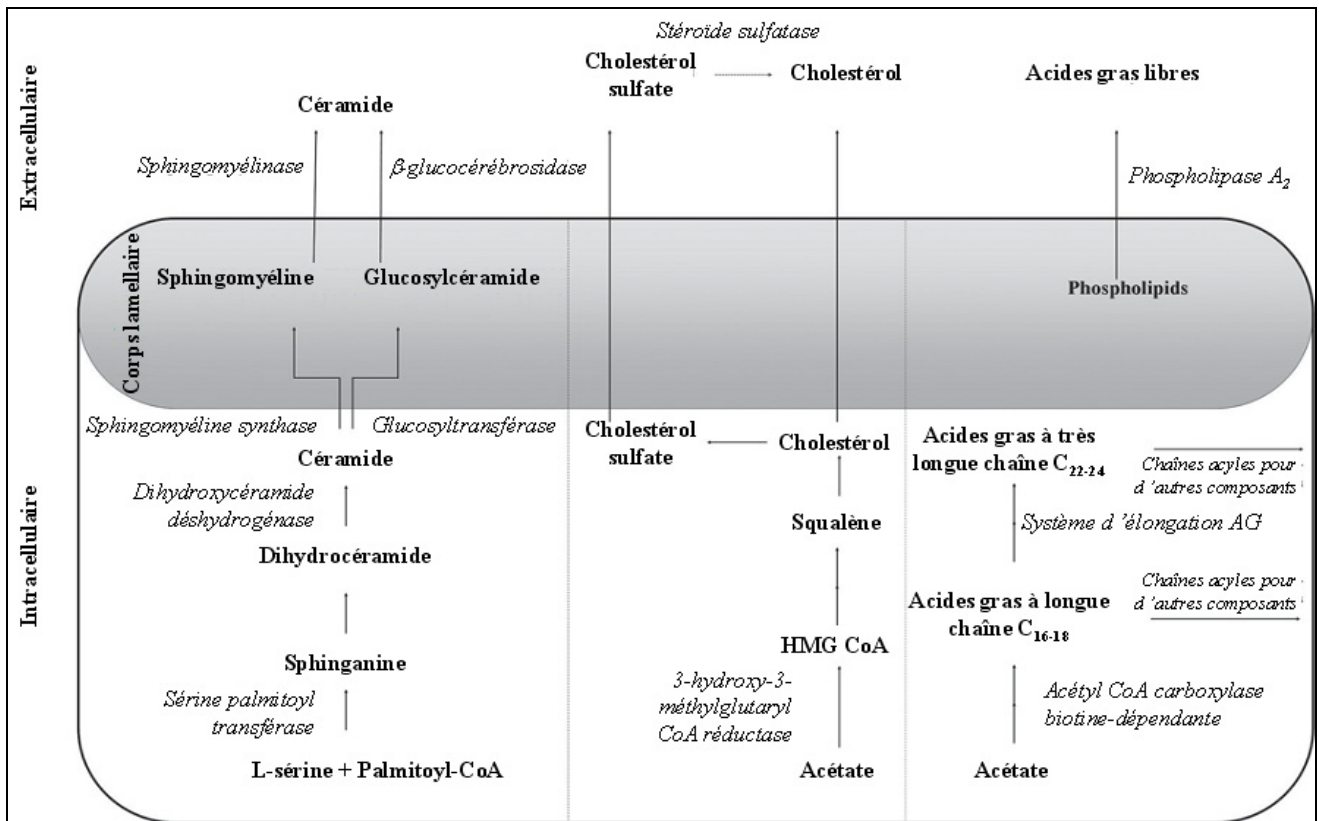 Extracellulaire
Stéroïde sulfatase
Cholestérol
sulfate
Cholestérol
Acides gras libres
Céramide
Sphingomyélinase
β-glucocérébrosidase
Phospholipase A₂
Corps lamellaire
Sphingomyéline
Glucosylcéramide
Phospholipids
Intracellulaire
Sphingomyéline synthase
Glucosyltransférase
Céramide
Dihydroxycéramide
déshydrogénase
Dihydrocéramide
Sphinganine
Sérine palmitoyl
transférase
L-sérine + Palmitoyl-CoA
Cholestérol
sulfate
Cholestérol
Squalène
HMG CoA
3-hydroxy-3-
méthylglutaryl
CoA réductase
Acétate
Acides gras à très
longue chaîne C₂₂₋₂₄
Chaînes acyles pour
d ’autres composants
Système d ’élongation AG
Chaînes acyles pour
d ’autres composants
Acides gras à longue
chaîne C₁₆₋₁₈
Acétyl CoA carboxylase
biotine-dépendante
Acétate